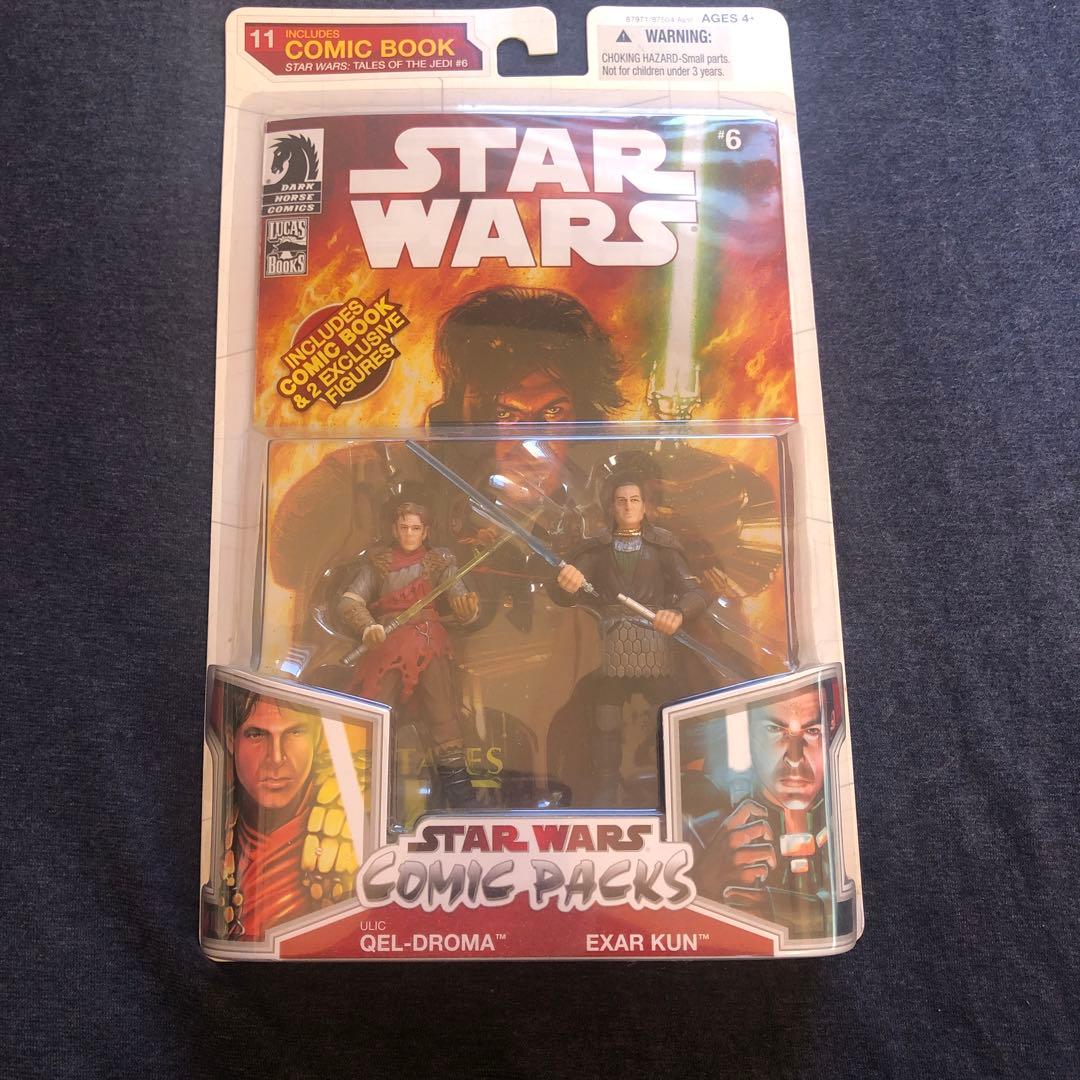 11 INCLUDES
COMIC BOOK
STAR WARS: TALES OF THE JEDI #6
AGES 4+
WARNING:
CHOKING HAZARD-Small parts.
Not for children under 3 years.
DARK
HORSE
COMICS
LUCAS
BOOKS
STAR
WARS
#6
INCLUDES
COMIC BOOK
& 2 EXCLUSIVE
FIGURES
STAR WARS
COMIC PACKS
ULIC
QEL-DROMA™
EXAR KUN™